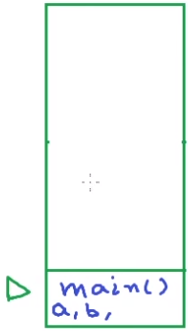 main()
a, b,